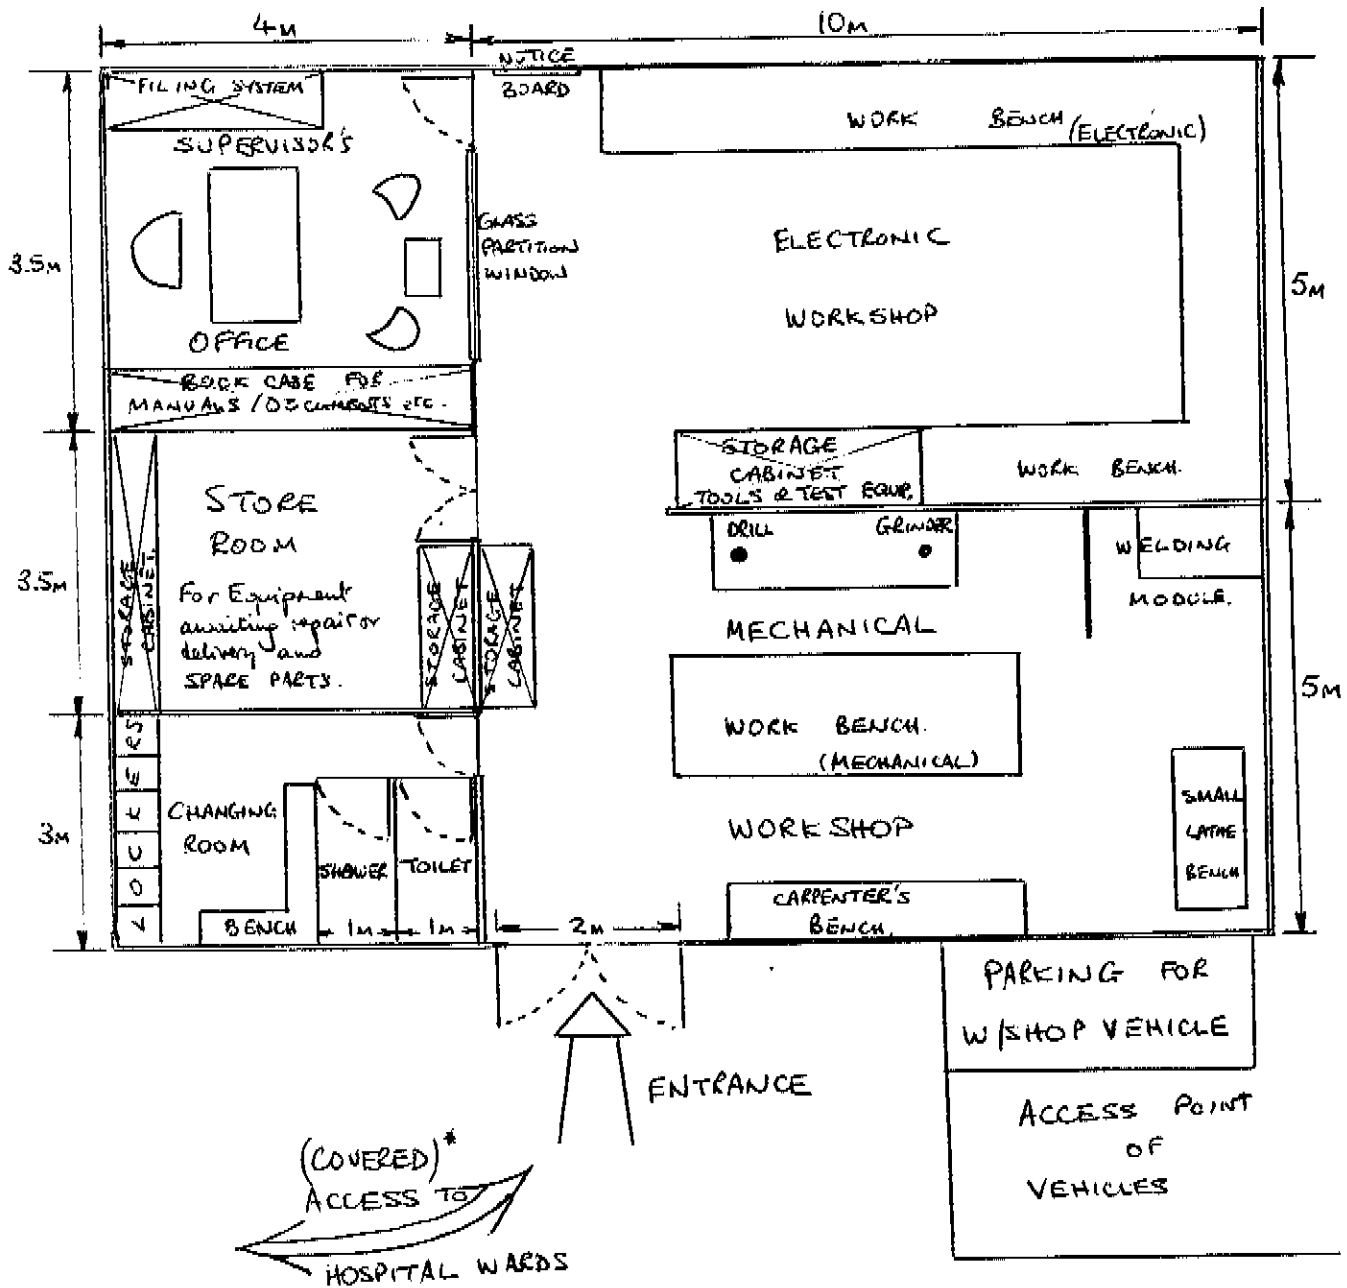 4M
10M
NOTICE
BOARD
FILING SYSTEM
SUPERVISOR'S
OFFICE
GLASS
PARTITION
WINDOW
WORK BENCH (ELECTRONIC)
ELECTRONIC
WORKSHOP
3.5M
5M
BOOK CASE FOR
MANUALS / DOCUMENTS ETC.
STORE
ROOM
For Equipment
awaiting repair or
delivery and
SPARE PARTS.
STORAGE
CABINET.
STORAGE
CABINET
STORAGE
CABINET
3.5M
STORAGE
CABINET
TOOLS & TEST EQUIP.
WORK BENCH.
DRILL
GRINDER
WELDING
MODULE.
MECHANICAL
WORK BENCH.
(MECHANICAL)
WORKSHOP
5M
SMALL
LATHE
BENCH
CARPENTER'S
BENCH.
3M
LOCKERS
CHANGING
ROOM
BENCH
SHOWER
TOILET
1M
1M
2M
ENTRANCE
PARKING FOR
W/SHOP VEHICLE
ACCESS POINT
OF
VEHICLES
(COVERED)*
ACCESS TO
HOSPITAL WARDS